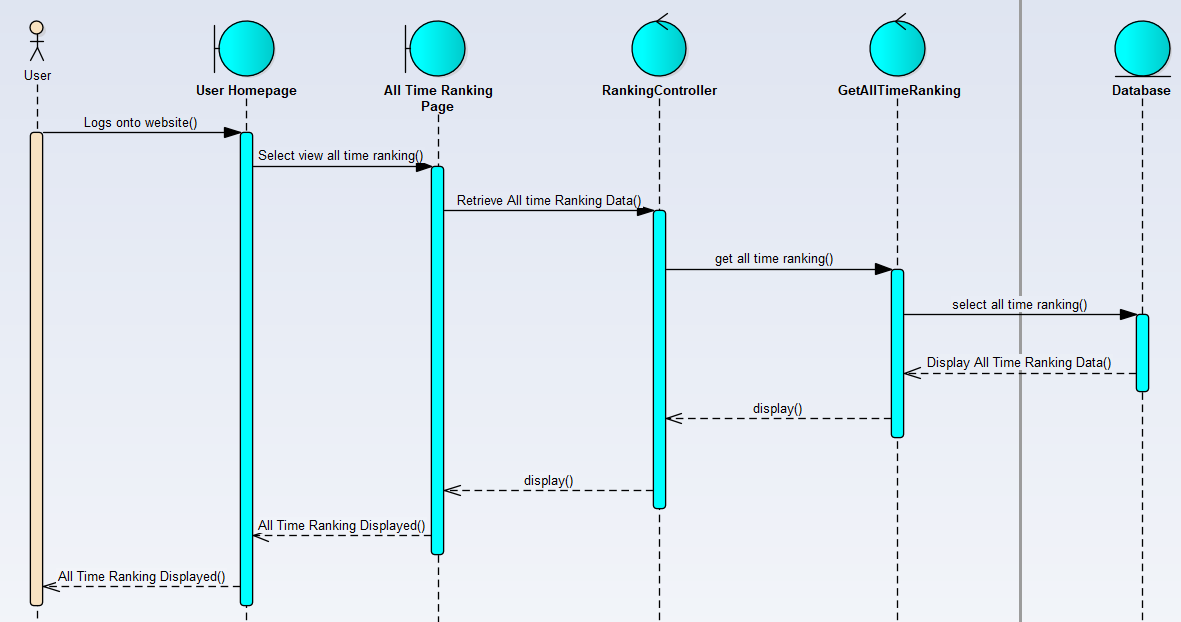 User
User Homepage
All Time Ranking
Page
RankingController
GetAllTimeRanking
Database
Logs onto website()
Select view all time ranking()
Retrieve All time Ranking Data()
get all time ranking()
select all time ranking()
Display All Time Ranking Data()
display()
display()
All Time Ranking Displayed()
All Time Ranking Displayed()